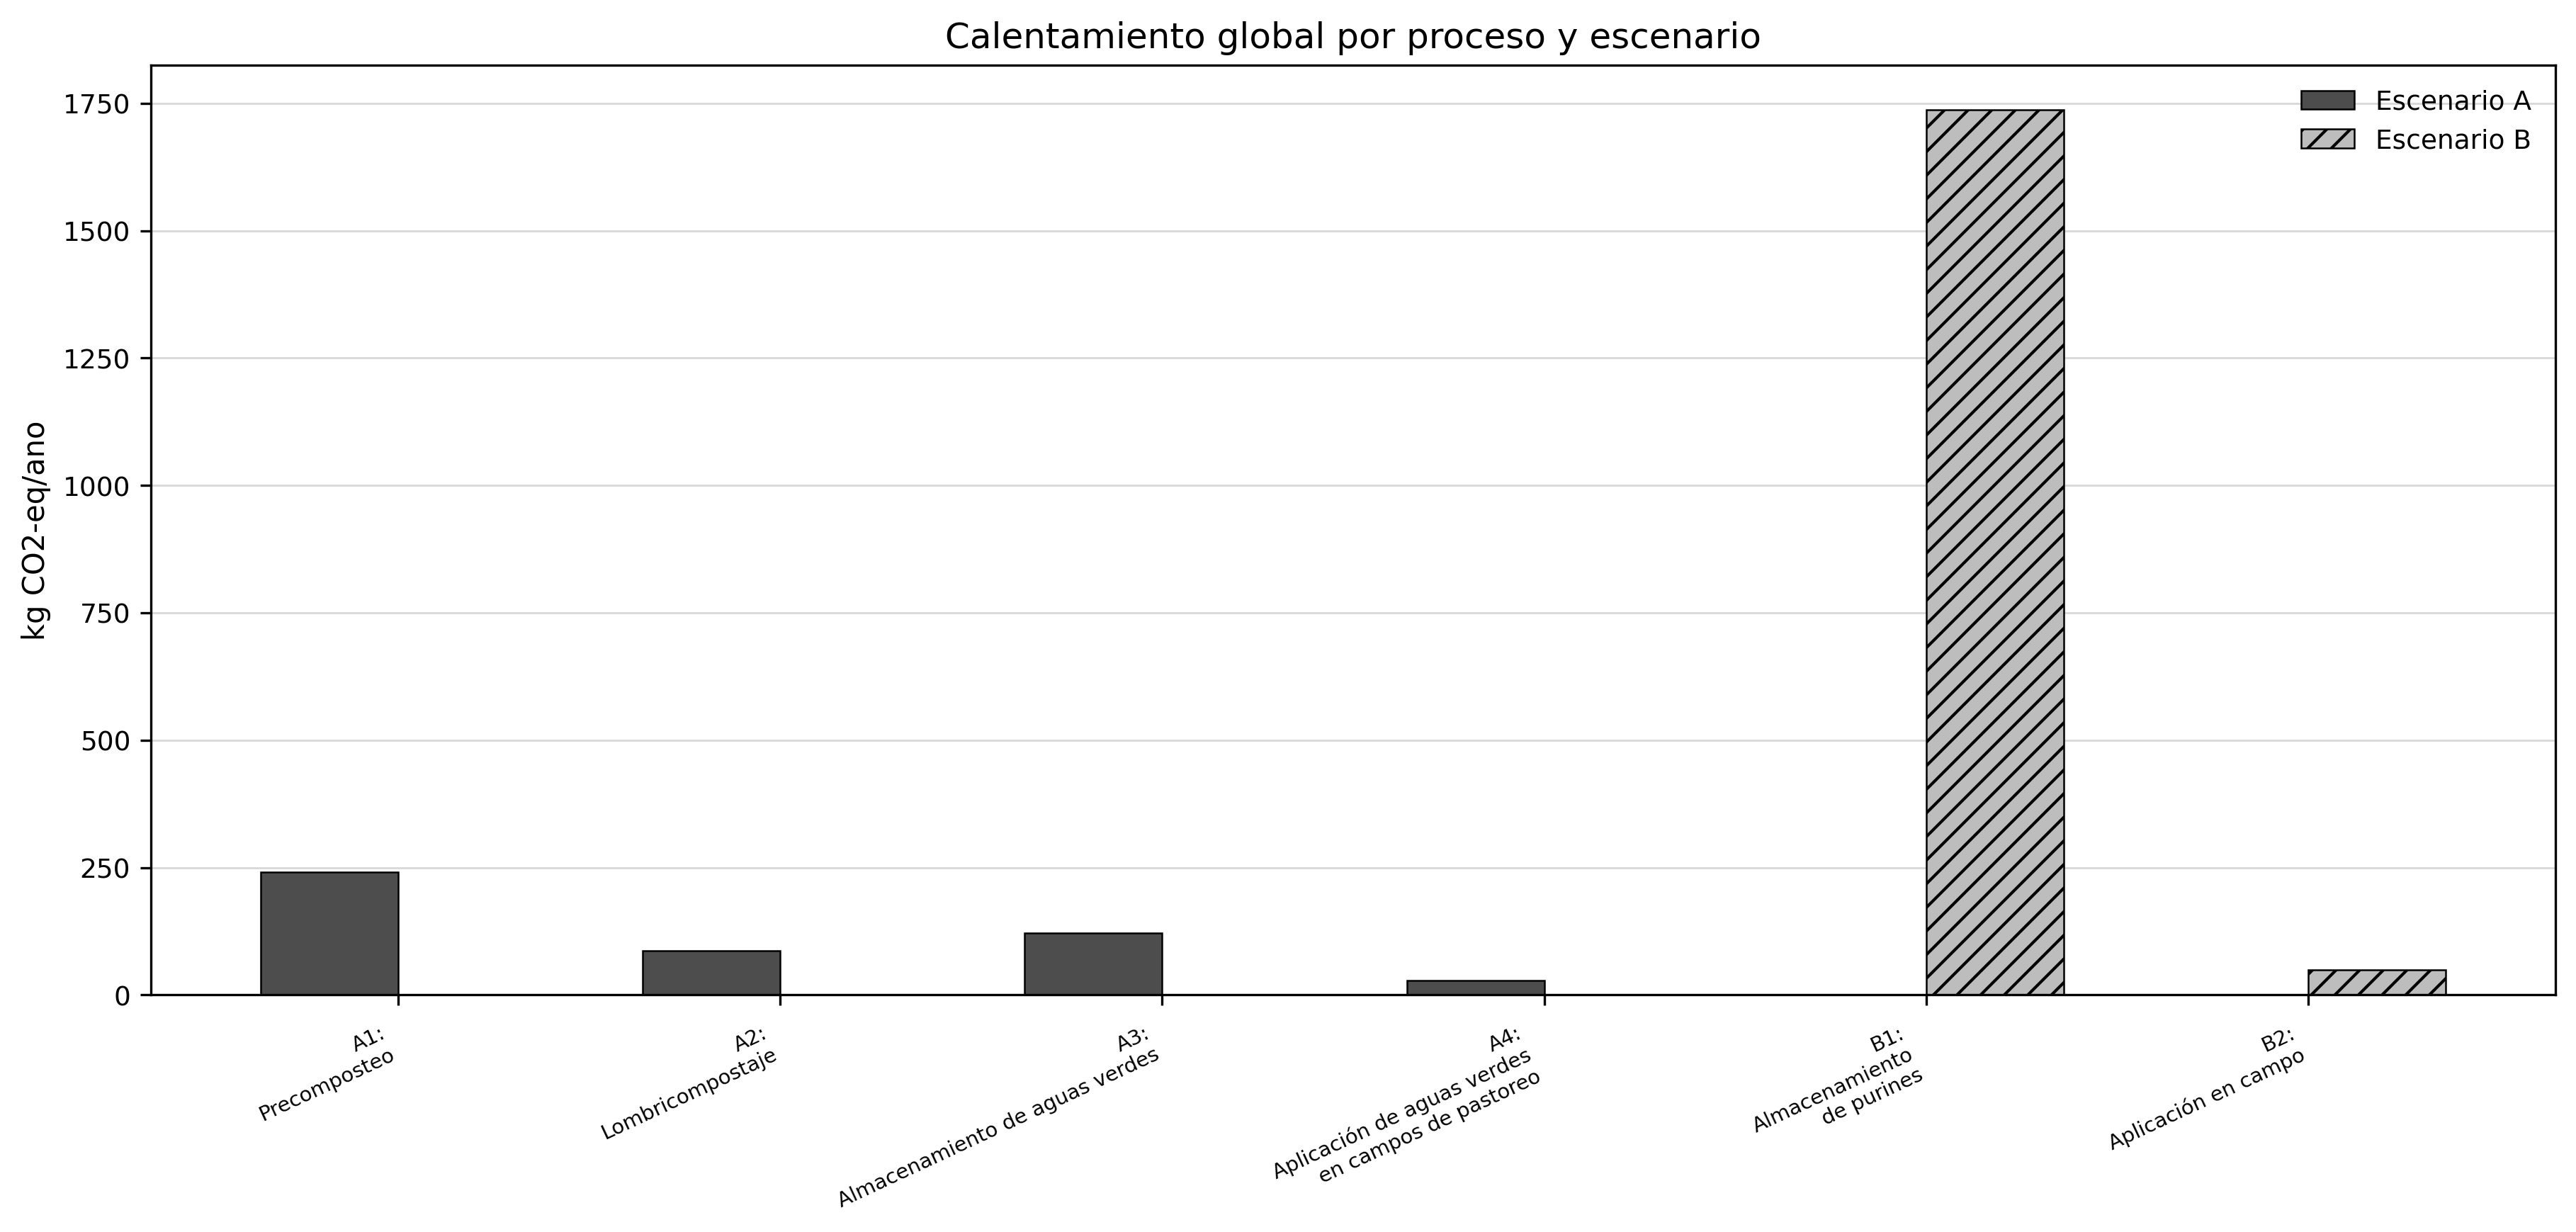 Calentamiento global por proceso y escenario
kg CO2-eq/ano
1750
1500
1250
1000
750
500
250
0
Escenario A
Escenario B
A1:
Precomposteo
A2:
Lombricompostaje
A3:
Almacenamiento de aguas verdes
A4:
Aplicación de aguas verdes
en campos de pastoreo
B1:
Almacenamiento
de purines
B2:
Aplicación en campo